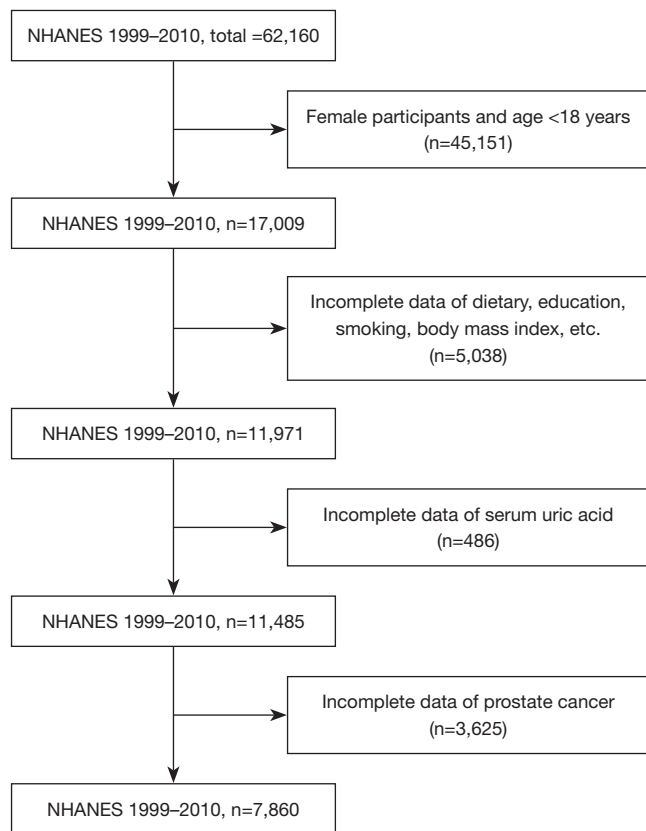 NHANES 1999–2010, total =62,160
Female participants and age <18 years
(n=45,151)
NHANES 1999–2010, n=17,009
Incomplete data of dietary, education,
smoking, body mass index, etc.
(n=5,038)
NHANES 1999–2010, n=11,971
Incomplete data of serum uric acid
(n=486)
NHANES 1999–2010, n=11,485
Incomplete data of prostate cancer
(n=3,625)
NHANES 1999–2010, n=7,860